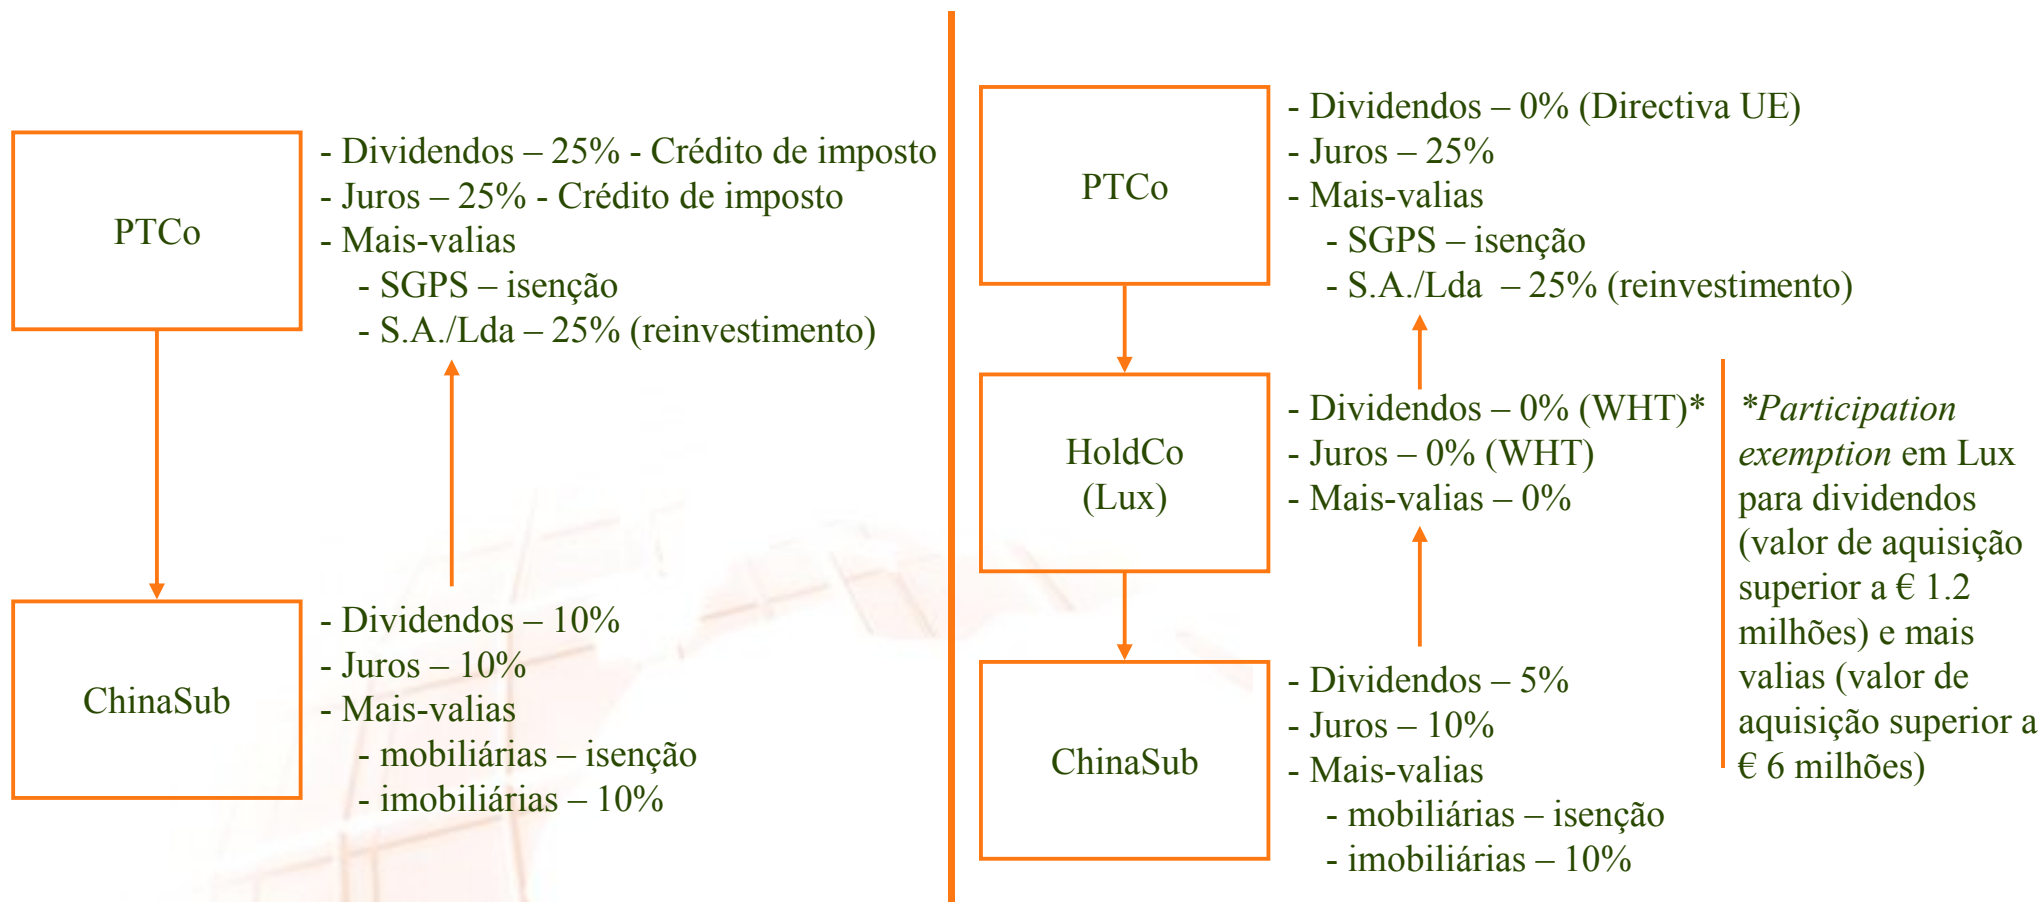 PTCo
- Dividendos – 25% - Crédito de imposto
- Juros – 25% - Crédito de imposto
- Mais-valias
- SGPS – isenção
- S.A./Lda – 25% (reinvestimento)
ChinaSub
- Dividendos – 10%
- Juros – 10%
- Mais-valias
- mobiliárias – isenção
- imobiliárias – 10%
PTCo
- Dividendos – 0% (Directiva UE)
- Juros – 25%
- Mais-valias
- SGPS – isenção
- S.A./Lda – 25% (reinvestimento)
HoldCo
(Lux)
- Dividendos – 0% (WHT)*
- Juros – 0% (WHT)
- Mais-valias – 0%
*Participation
exemption em Lux
para dividendos
(valor de aquisição
superior a € 1.2
milhões) e mais
valias (valor de
aquisição superior a
€ 6 milhões)
ChinaSub
- Dividendos – 5%
- Juros – 10%
- Mais-valias
- mobiliárias – isenção
- imobiliárias – 10%